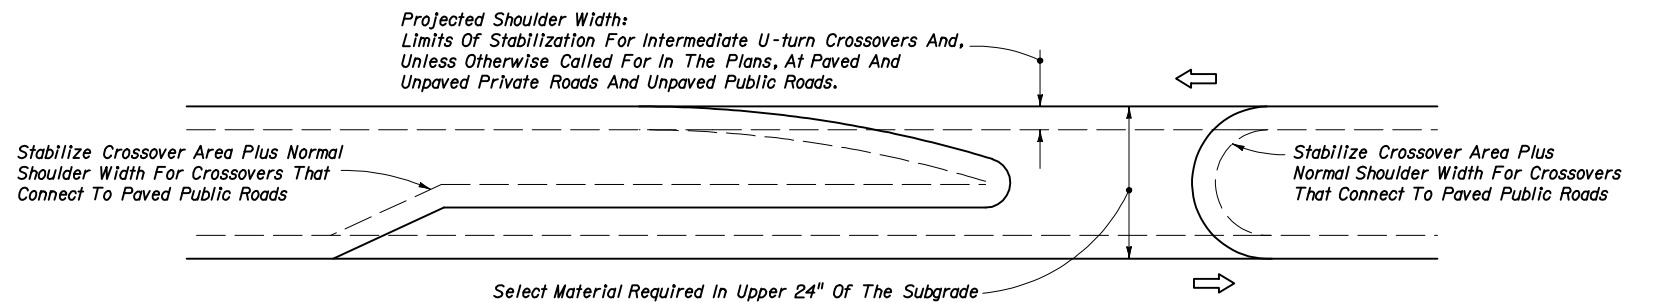 Projected Shoulder Width:
Limits Of Stabilization For Intermediate U-turn Crossovers And,
Unless Otherwise Called For In The Plans, At Paved And
Unpaved Private Roads And Unpaved Public Roads.
Stabilize Crossover Area Plus Normal
Shoulder Width For Crossovers That
Connect To Paved Public Roads
Stabilize Crossover Area Plus
Normal Shoulder Width For Crossovers
That Connect To Paved Public Roads
Select Material Required In Upper 24" Of The Subgrade